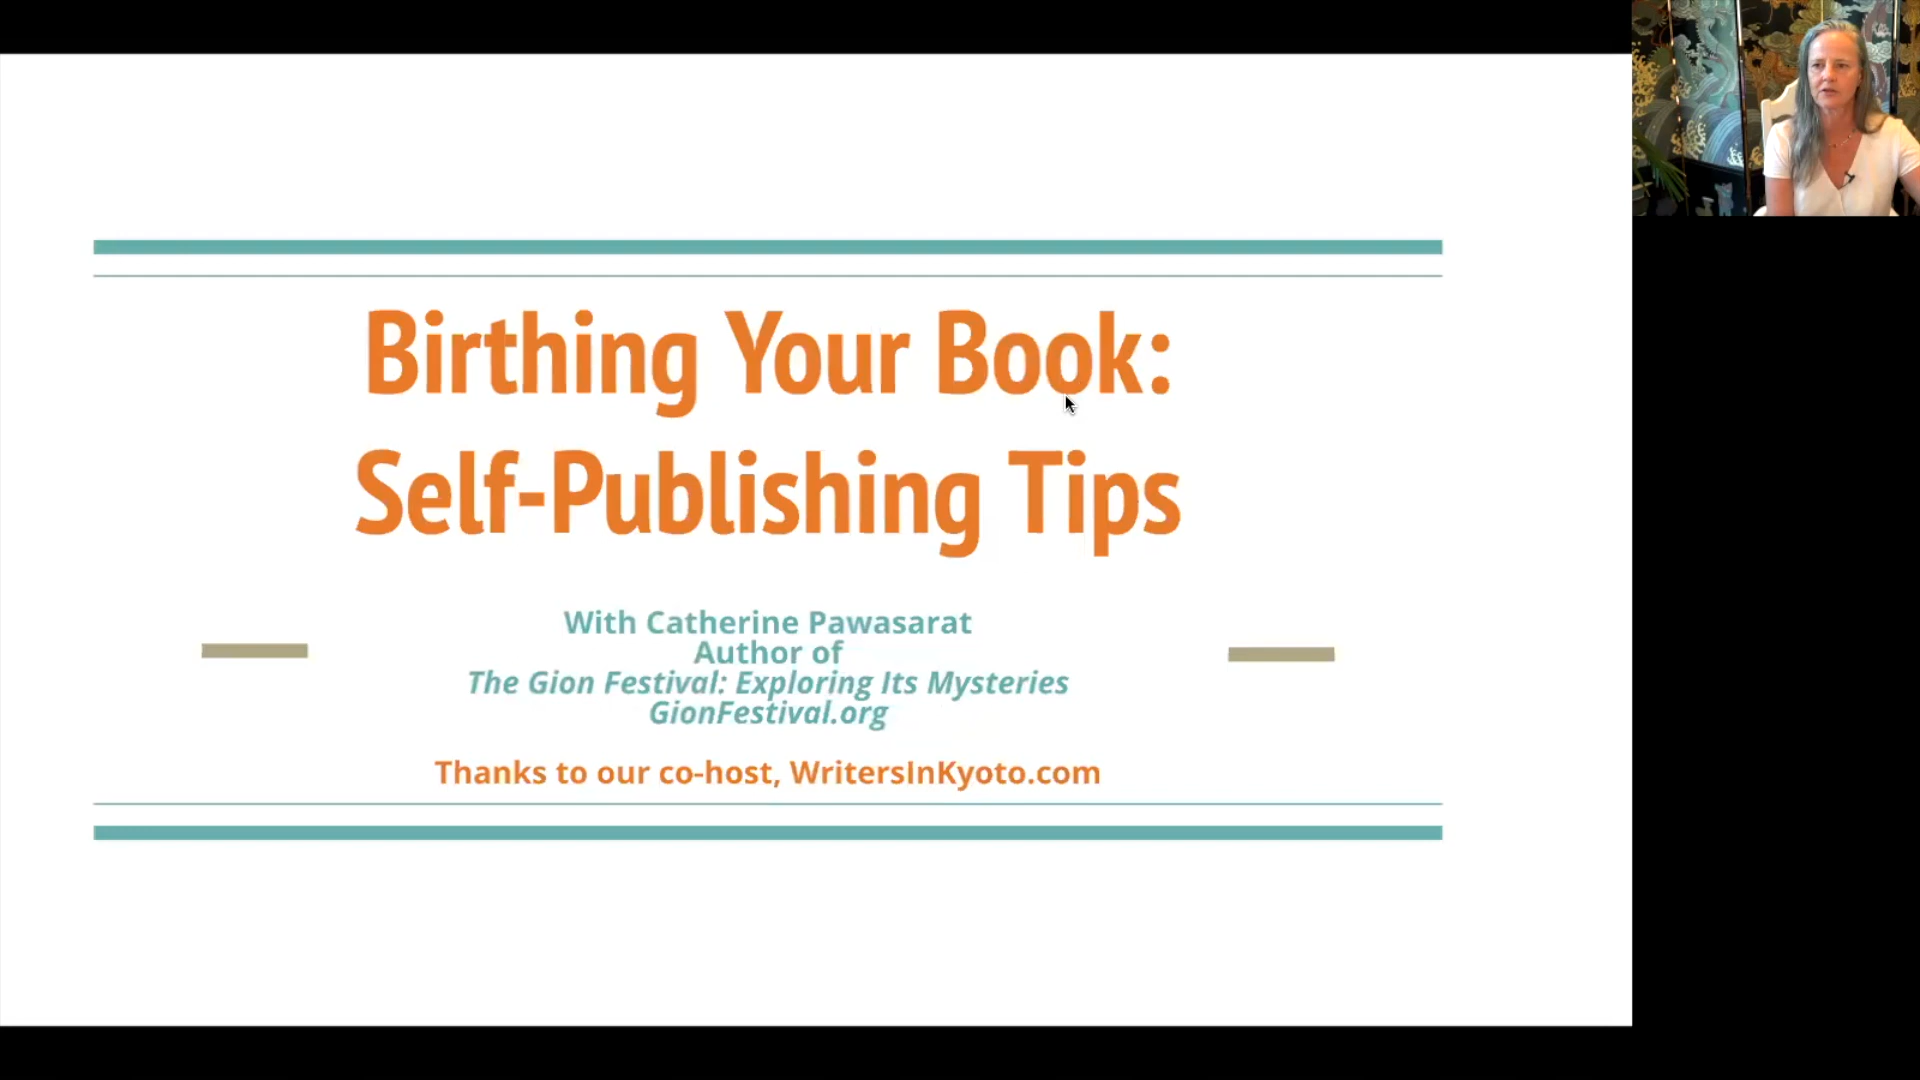 Birthing Your Book:
Self-Publishing Tips
With Catherine Pawasarat
Author of
The Gion Festival: Exploring Its Mysteries
GionFestival.org
Thanks to our co-host, WritersInKyoto.com